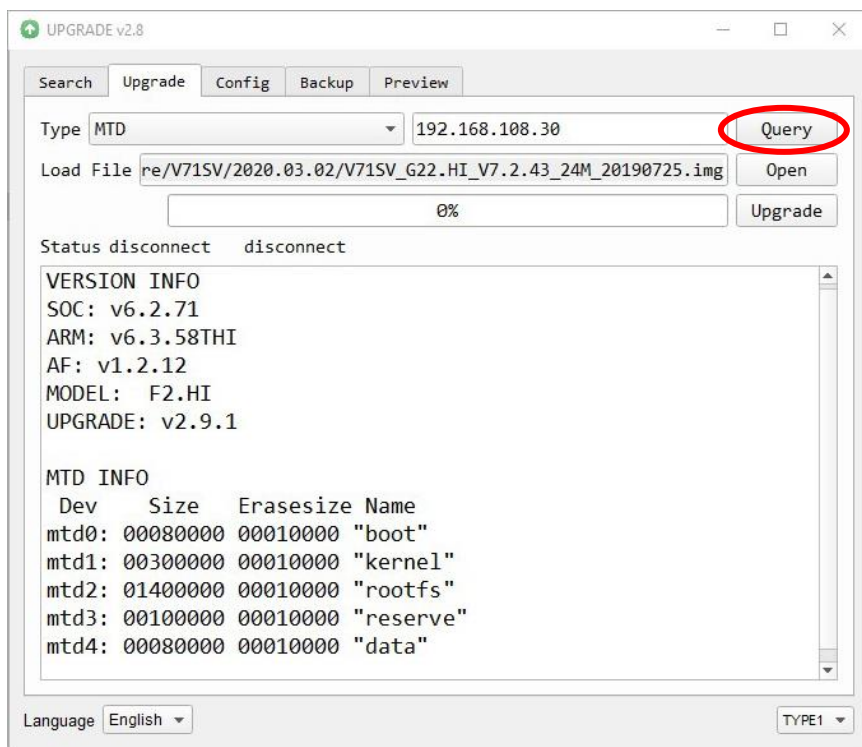 UPGRADE v2.8
Search Upgrade Config Backup Preview
Type MTD 192.168.108.30 Query
Load File re/V71SV/2020.03.02/V71SV_G22.HI_V7.2.43_24M_20190725.img Open
0% Upgrade
Status disconnect disconnect
VERSION INFO
SOC: v6.2.71
ARM: v6.3.58THI
AF: v1.2.12
MODEL: F2.HI
UPGRADE: v2.9.1
MTD INFO
Dev Size Erasesize Name
mtd0: 00080000 00010000 "boot"
mtd1: 00300000 00010000 "kernel"
mtd2: 01400000 00010000 "rootfs"
mtd3: 00100000 00010000 "reserve"
mtd4: 00080000 00010000 "data"
Language English TYPE1